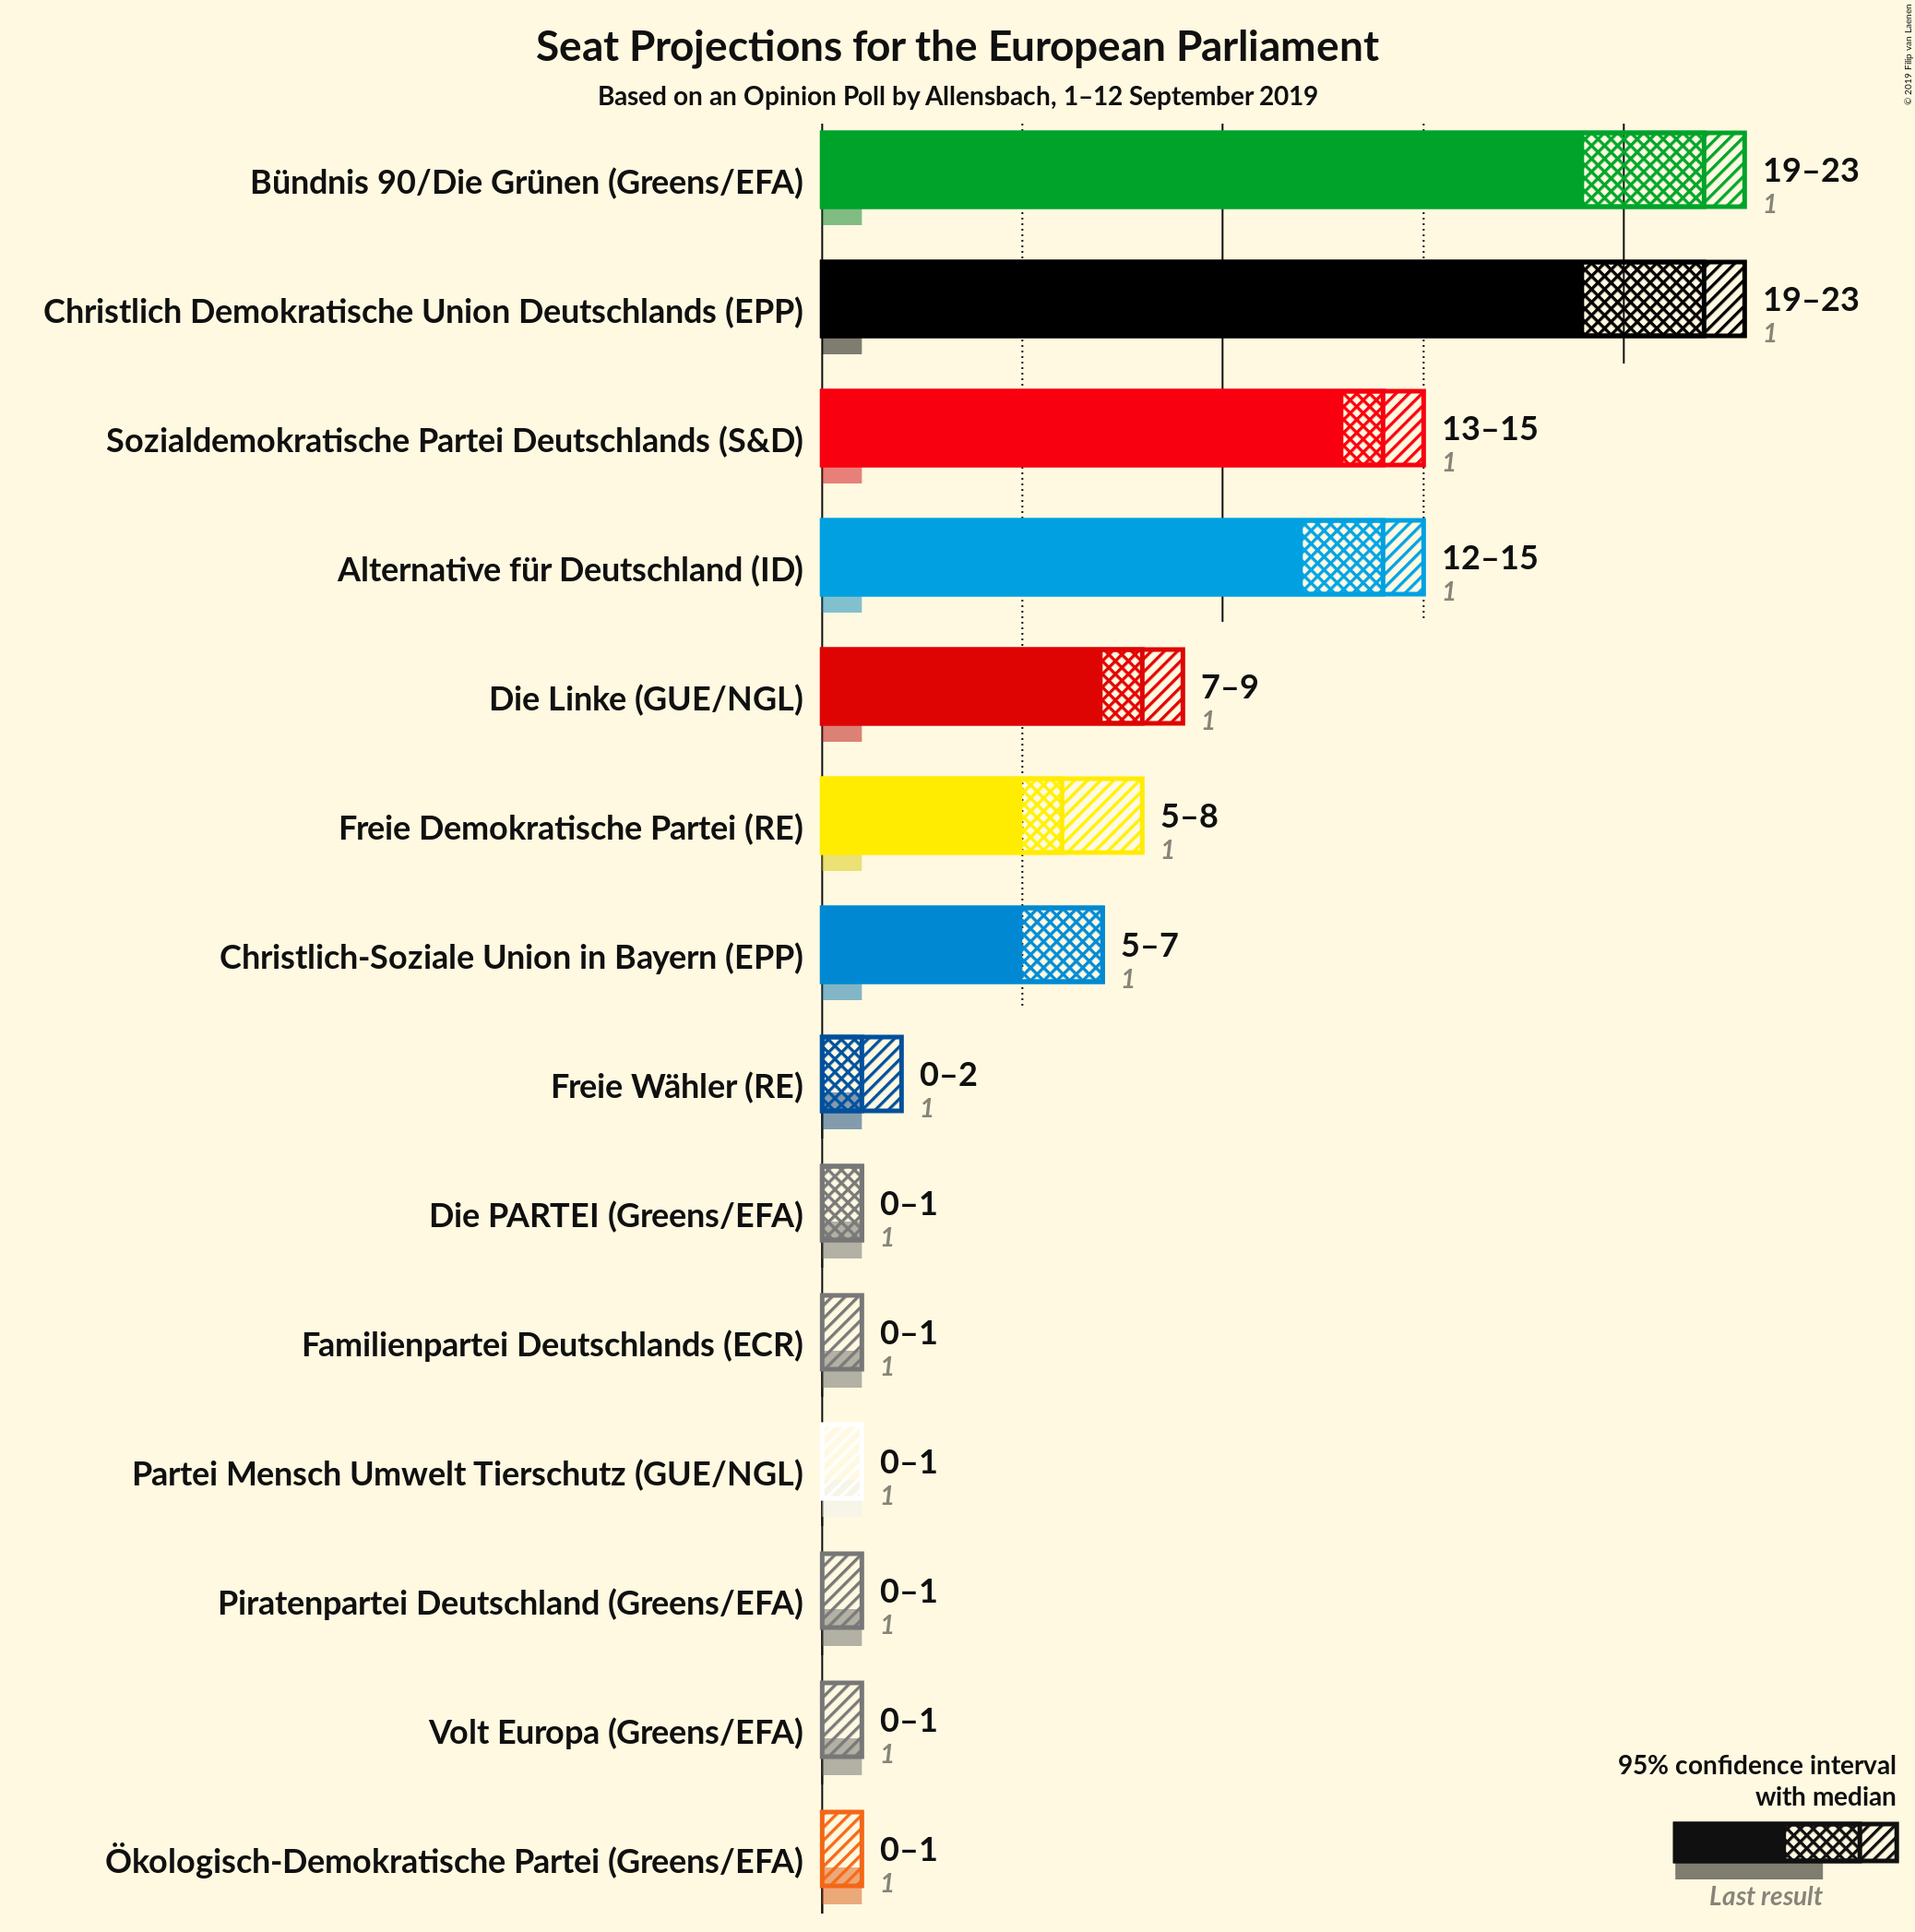 Seat Projections for the European Parliament
Based on an Opinion Poll by Allensbach, 1–12 September 2019
© 2019 Filip van Laenen
Bündnis 90/Die Grünen (Greens/EFA)
19–23
1
Christlich Demokratische Union Deutschlands (EPP)
19–23
1
Sozialdemokratische Partei Deutschlands (S&D)
13–15
1
Alternative für Deutschland (ID)
12–15
1
Die Linke (GUE/NGL)
7–9
1
Freie Demokratische Partei (RE)
5–8
1
Christlich-Soziale Union in Bayern (EPP)
5–7
1
Freie Wähler (RE)
0–2
1
Die PARTEI (Greens/EFA)
0–1
1
Familienpartei Deutschlands (ECR)
0–1
1
Partei Mensch Umwelt Tierschutz (GUE/NGL)
0–1
1
Piratenpartei Deutschland (Greens/EFA)
0–1
1
Volt Europa (Greens/EFA)
0–1
1
Ökologisch-Demokratische Partei (Greens/EFA)
0–1
1
95% confidence interval
with median
Last result